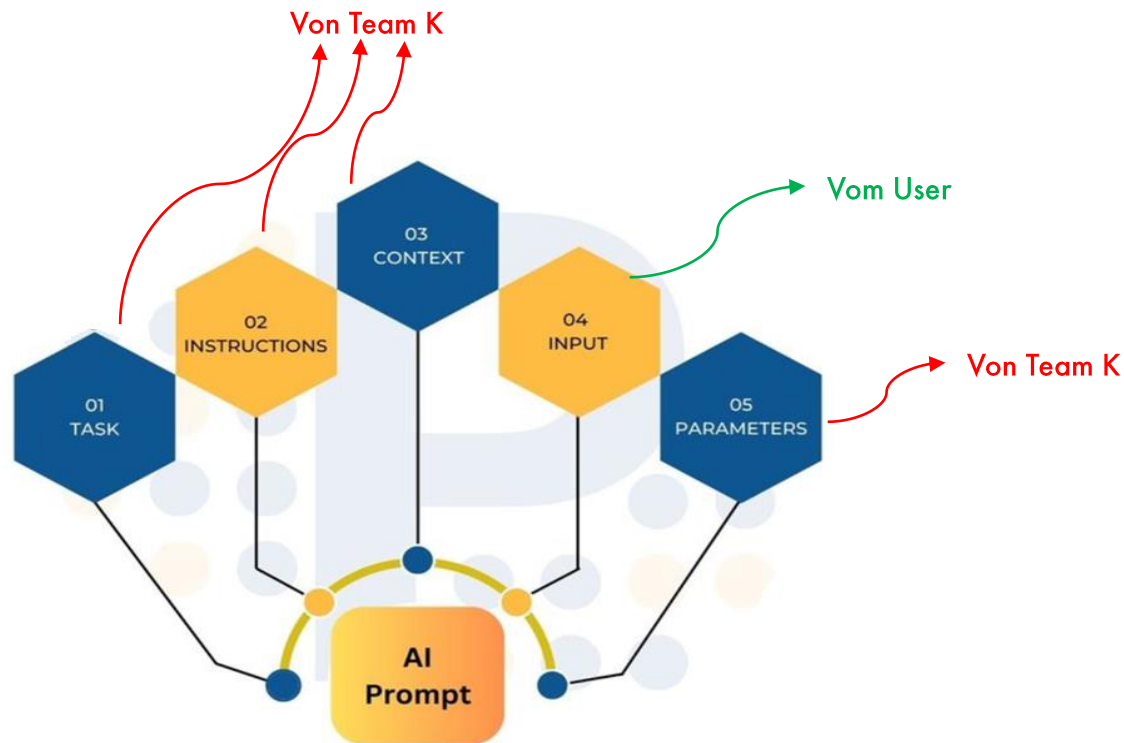 Von Team K
Vom User
03
CONTEXT
02
INSTRUCTIONS
04
INPUT
Von Team K
01
TASK
05
PARAMETERS
AI
Prompt